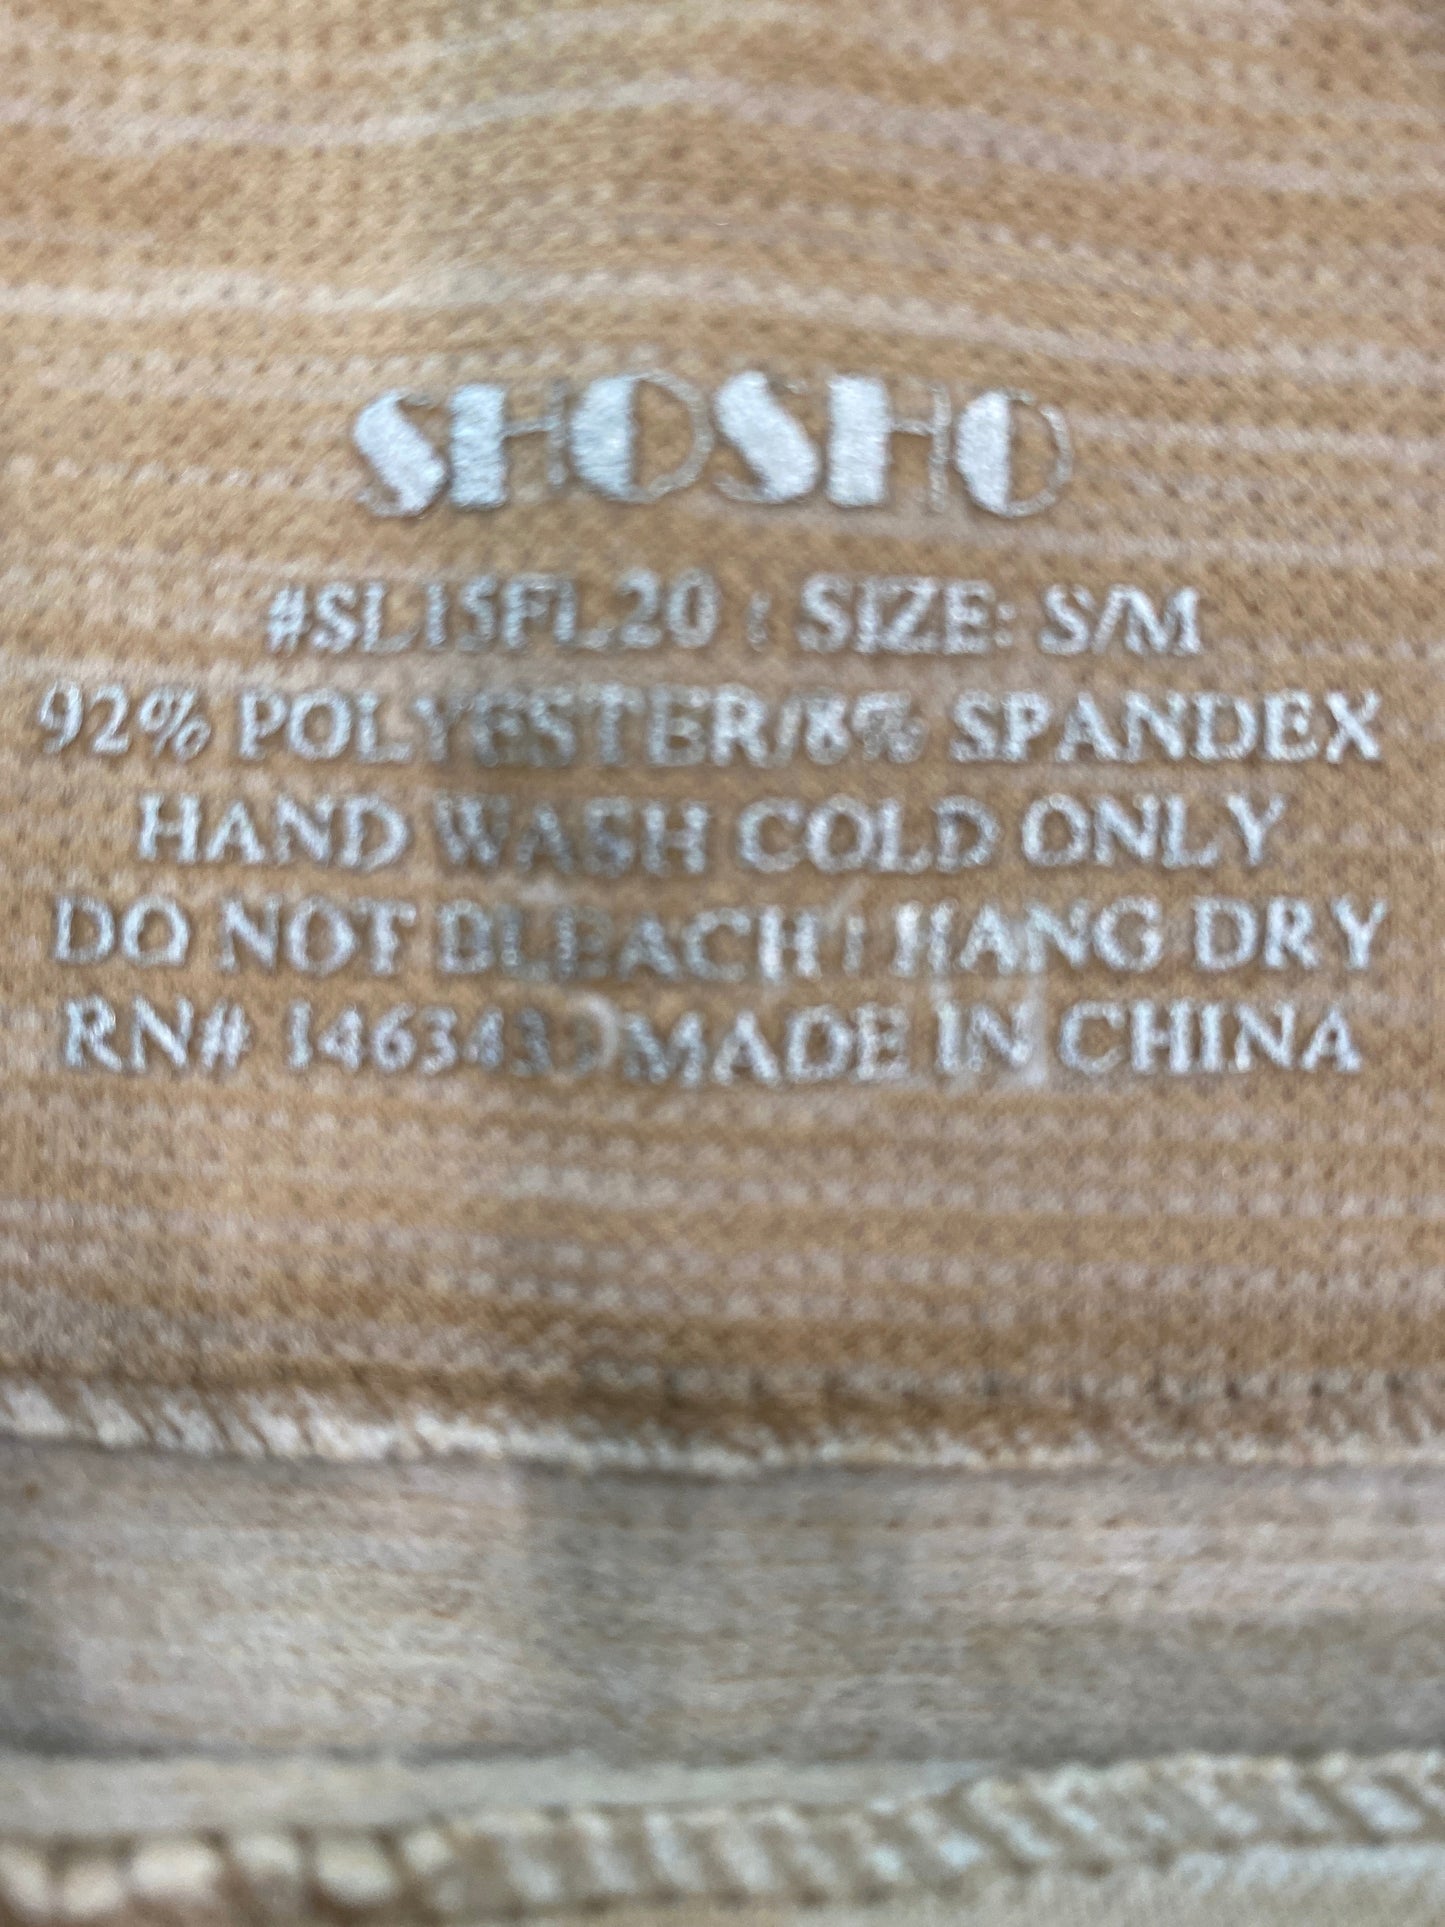 SHOSHO
#SL15FL20 | SIZE: S/M
92% POLYESTER/8% SPANDEX
HAND WASH COLD ONLY
DO NOT BLEACH | HANG DRY
MADE IN CHINA